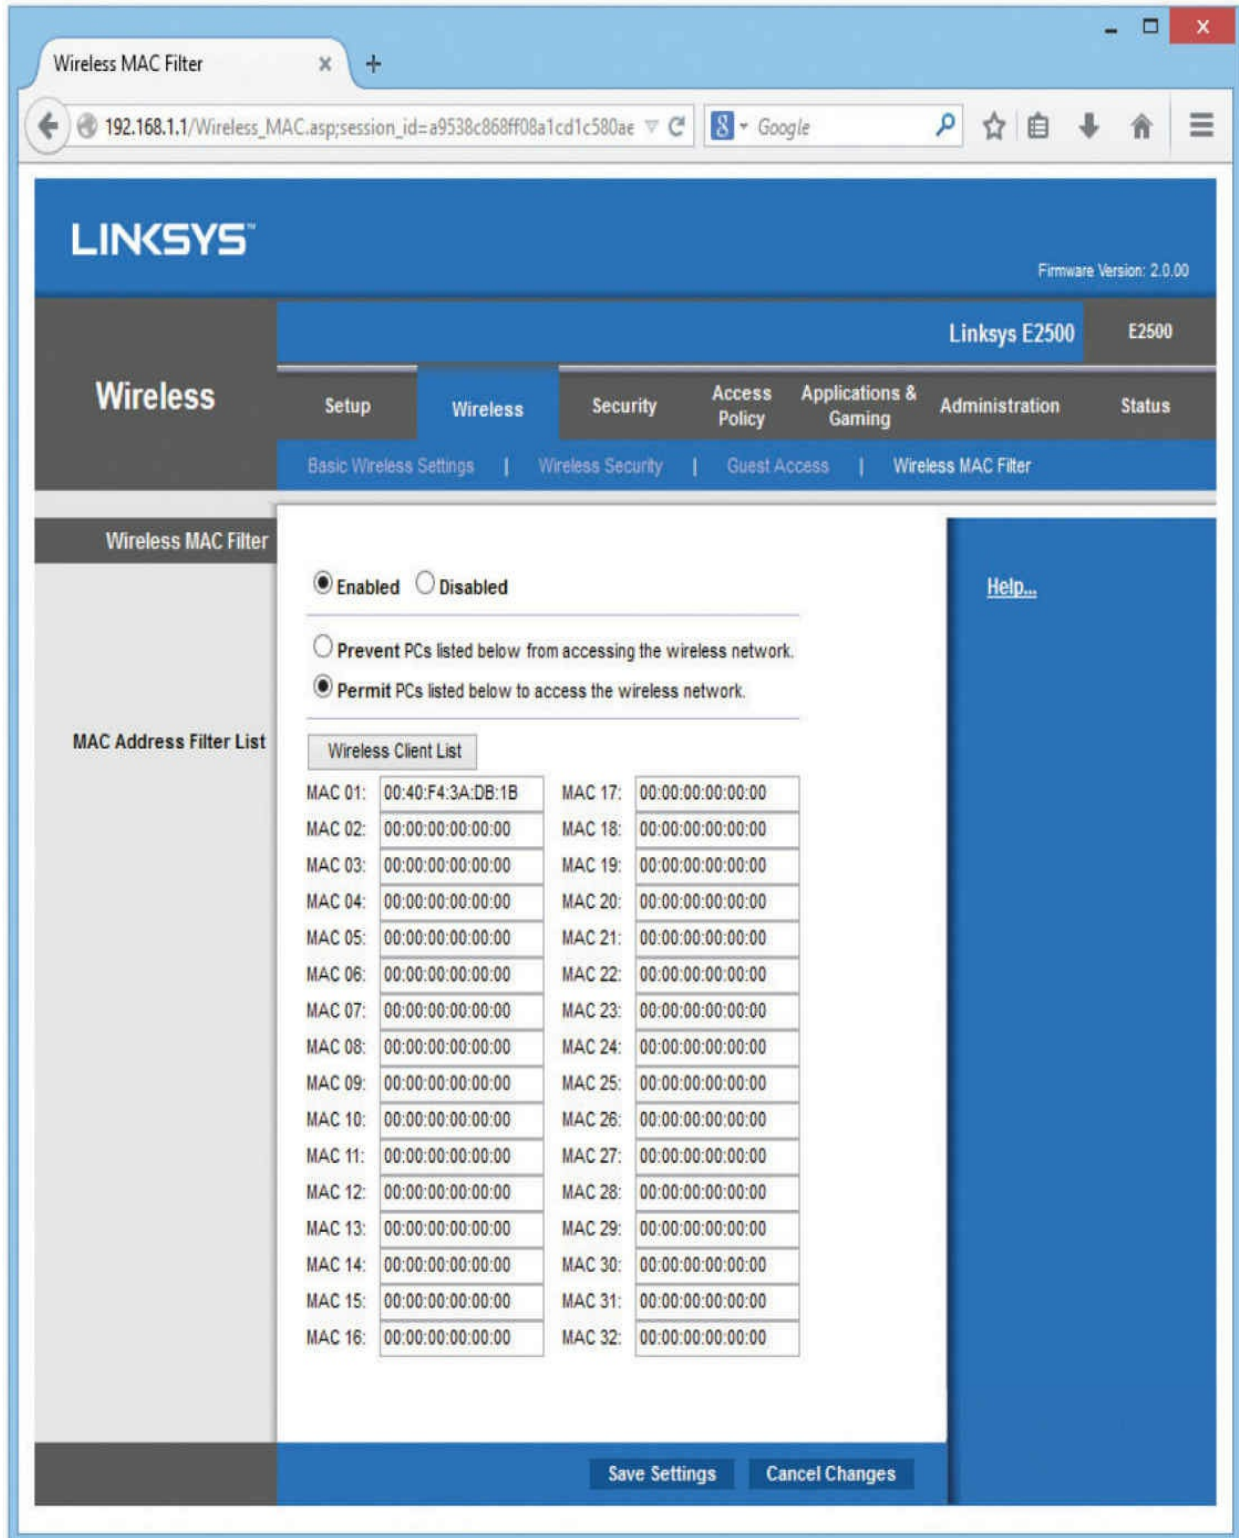 Wireless MAC Filter
192.168.1.1/Wireless_MAC.asp;session_id=a9538c868ff08a1cd1c580ae
8 Google
LINKSYS™
Firmware Version: 2.0.00
Linksys E2500 E2500
Wireless
Setup Wireless Security Access Policy Applications & Gaming Administration Status
Basic Wireless Settings | Wireless Security | Guest Access | Wireless MAC Filter
Wireless MAC Filter
Enabled Disabled
Help...
Prevent PCs listed below from accessing the wireless network.
Permit PCs listed below to access the wireless network.
MAC Address Filter List
Wireless Client List
MAC 01: 00:40:F4:3A:DB:1B MAC 17: 00:00:00:00:00:00
MAC 02: 00:00:00:00:00:00 MAC 18: 00:00:00:00:00:00
MAC 03: 00:00:00:00:00:00 MAC 19: 00:00:00:00:00:00
MAC 04: 00:00:00:00:00:00 MAC 20: 00:00:00:00:00:00
MAC 05: 00:00:00:00:00:00 MAC 21: 00:00:00:00:00:00
MAC 06: 00:00:00:00:00:00 MAC 22: 00:00:00:00:00:00
MAC 07: 00:00:00:00:00:00 MAC 23: 00:00:00:00:00:00
MAC 08: 00:00:00:00:00:00 MAC 24: 00:00:00:00:00:00
MAC 09: 00:00:00:00:00:00 MAC 25: 00:00:00:00:00:00
MAC 10: 00:00:00:00:00:00 MAC 26: 00:00:00:00:00:00
MAC 11: 00:00:00:00:00:00 MAC 27: 00:00:00:00:00:00
MAC 12: 00:00:00:00:00:00 MAC 28: 00:00:00:00:00:00
MAC 13: 00:00:00:00:00:00 MAC 29: 00:00:00:00:00:00
MAC 14: 00:00:00:00:00:00 MAC 30: 00:00:00:00:00:00
MAC 15: 00:00:00:00:00:00 MAC 31: 00:00:00:00:00:00
MAC 16: 00:00:00:00:00:00 MAC 32: 00:00:00:00:00:00
Save Settings Cancel Changes